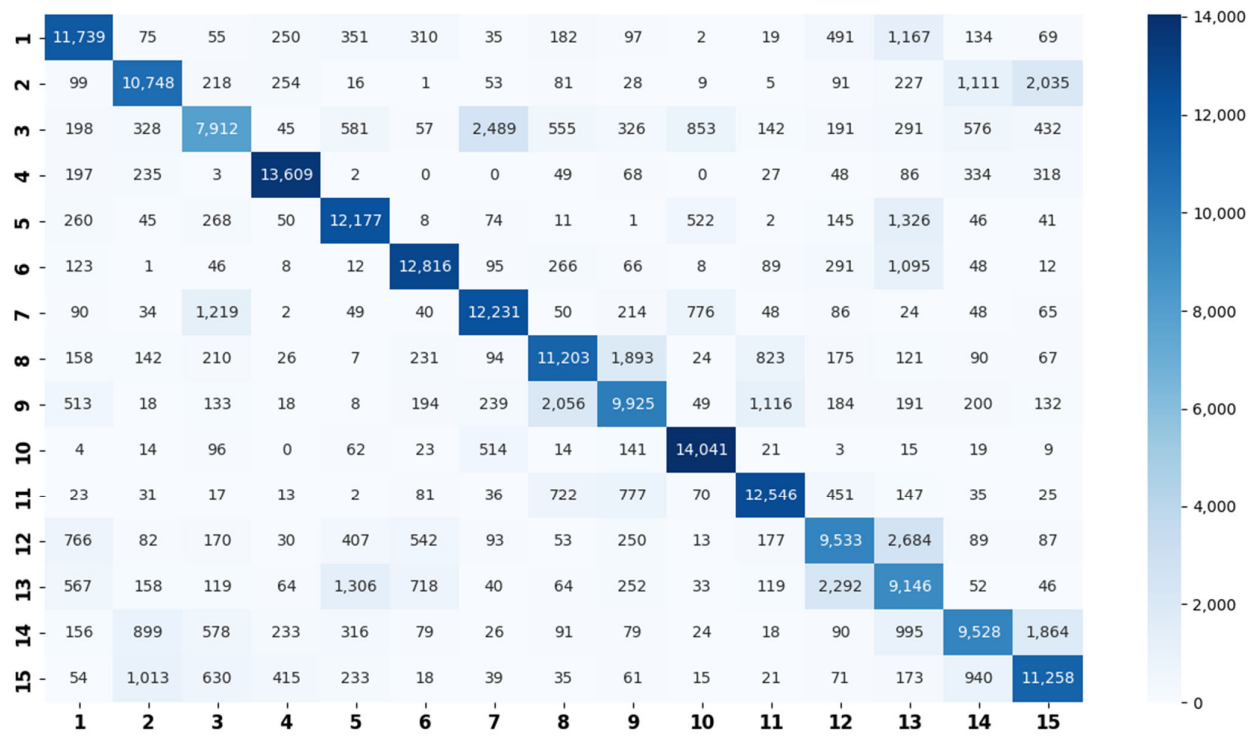 14,000
1 11,739 75 55 250 351 310 35 182 97 2 19 491 1,167 134 69
2 99 10,748 218 254 16 1 53 81 28 9 5 91 227 1,111 2,035
12,000
3 198 328 7,912 45 581 57 2,489 555 326 853 142 191 291 576 432
4 197 235 3 13,609 2 0 0 49 68 0 27 48 86 334 318
10,000
5 260 45 268 50 12,177 8 74 11 1 522 2 145 1,326 46 41
6 123 1 46 8 12 12,816 95 266 66 8 89 291 1,095 48 12
8,000
7 90 34 1,219 2 49 40 12,231 50 214 776 48 86 24 48 65
8 158 142 210 26 7 231 94 11,203 1,893 24 823 175 121 90 67
6,000
9 513 18 133 18 8 194 239 2,056 9,925 49 1,116 184 191 200 132
10 4 14 96 0 62 23 514 14 141 14,041 21 3 15 19 9
4,000
11 23 31 17 13 2 81 36 722 777 70 12,546 451 147 35 25
12 766 82 170 30 407 542 93 53 250 13 177 9,533 2,684 89 87
13 567 158 119 64 1,306 718 40 64 252 33 119 2,292 9,146 52 46
2,000
14 156 899 578 233 316 79 26 91 79 24 18 90 995 9,528 1,864
15 54 1,013 630 415 233 18 39 35 61 15 21 71 173 940 11,258
0
1 2 3 4 5 6 7 8 9 10 11 12 13 14 15